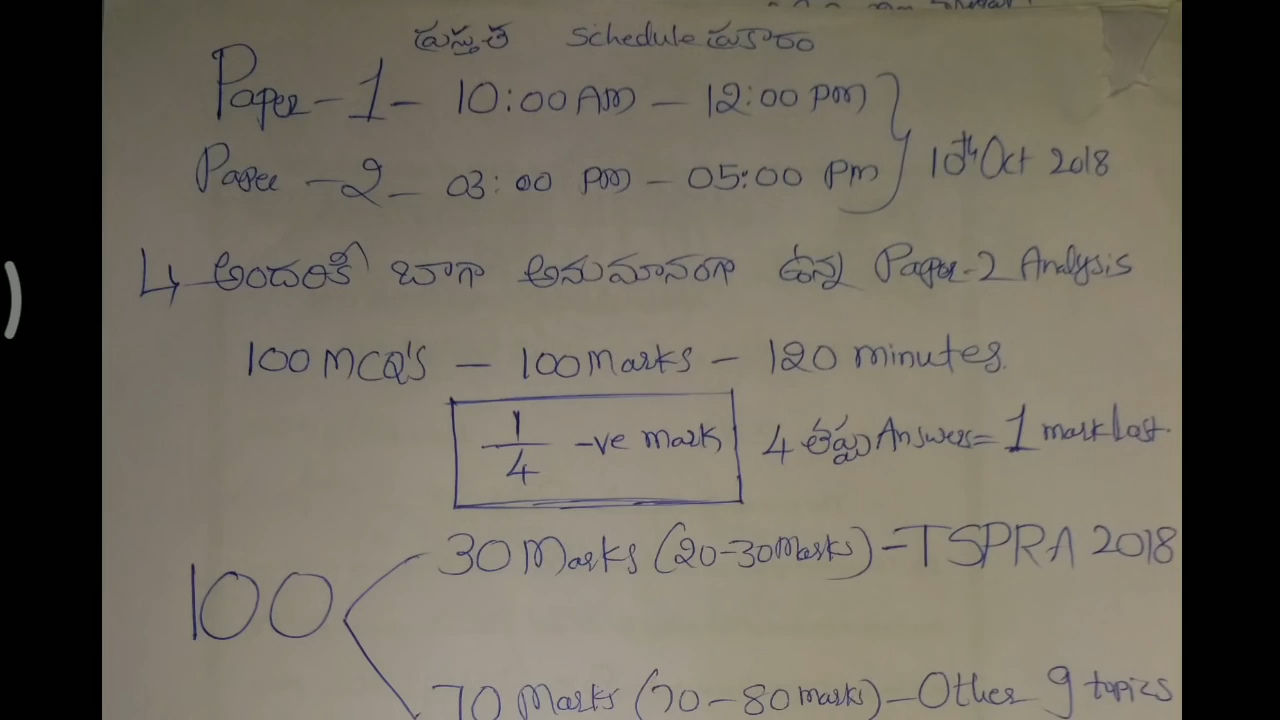 ప్రస్తుత schedule ప్రకారం
Paper - 1 - 10:00 AM - 12:00 PM
Paper - 2 - 03:00 PM - 05:00 Pm
10th Oct 2018
↳ అందరికీ బాగా అనుమానంగా ఉన్న Paper-2 Analysis
100 MCQ'S - 100 Marks - 120 minutes.
1/4 -ve mark
4 తప్పు Answers = 1 mark Lost.
30 Marks (20-30 Marks) - TSPRA 2018
100
70 Marks (70-80 marks) - Other 9 topics